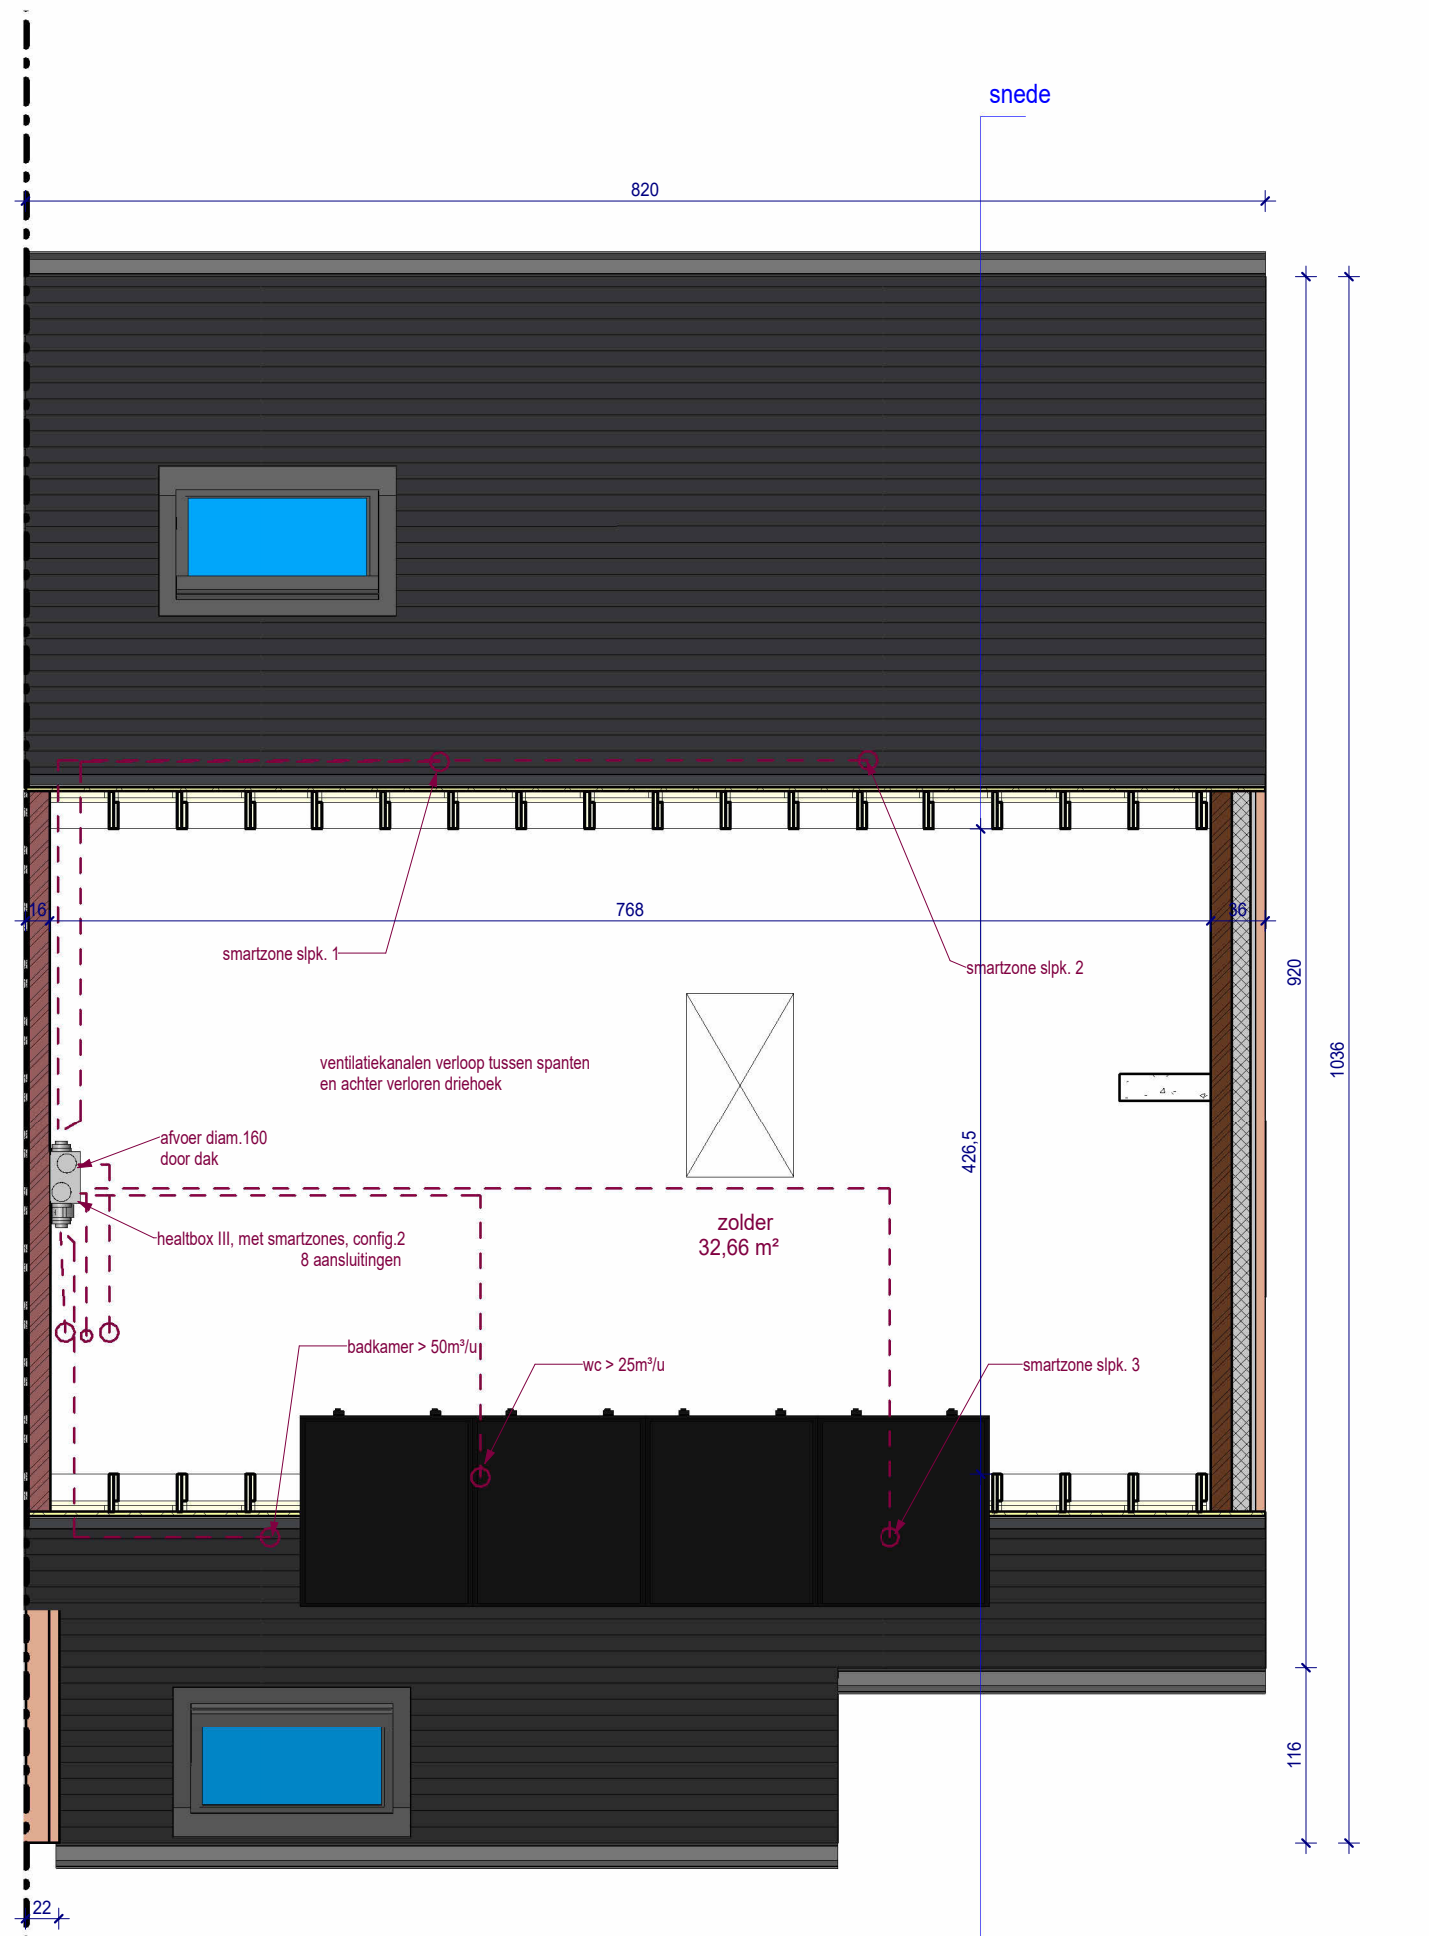 snede
820
16
768
36
smartzone slpk. 1
smartzone slpk. 2
920
1036
ventilatiekanalen verloop tussen spanten
en achter verloren driehoek
426,5
afvoer diam.160
door dak
zolder
32,66 m²
healtbox III, met smartzones, config.2
8 aansluitingen
badkamer > 50m³/u
wc > 25m³/u
smartzone slpk. 3
116
22